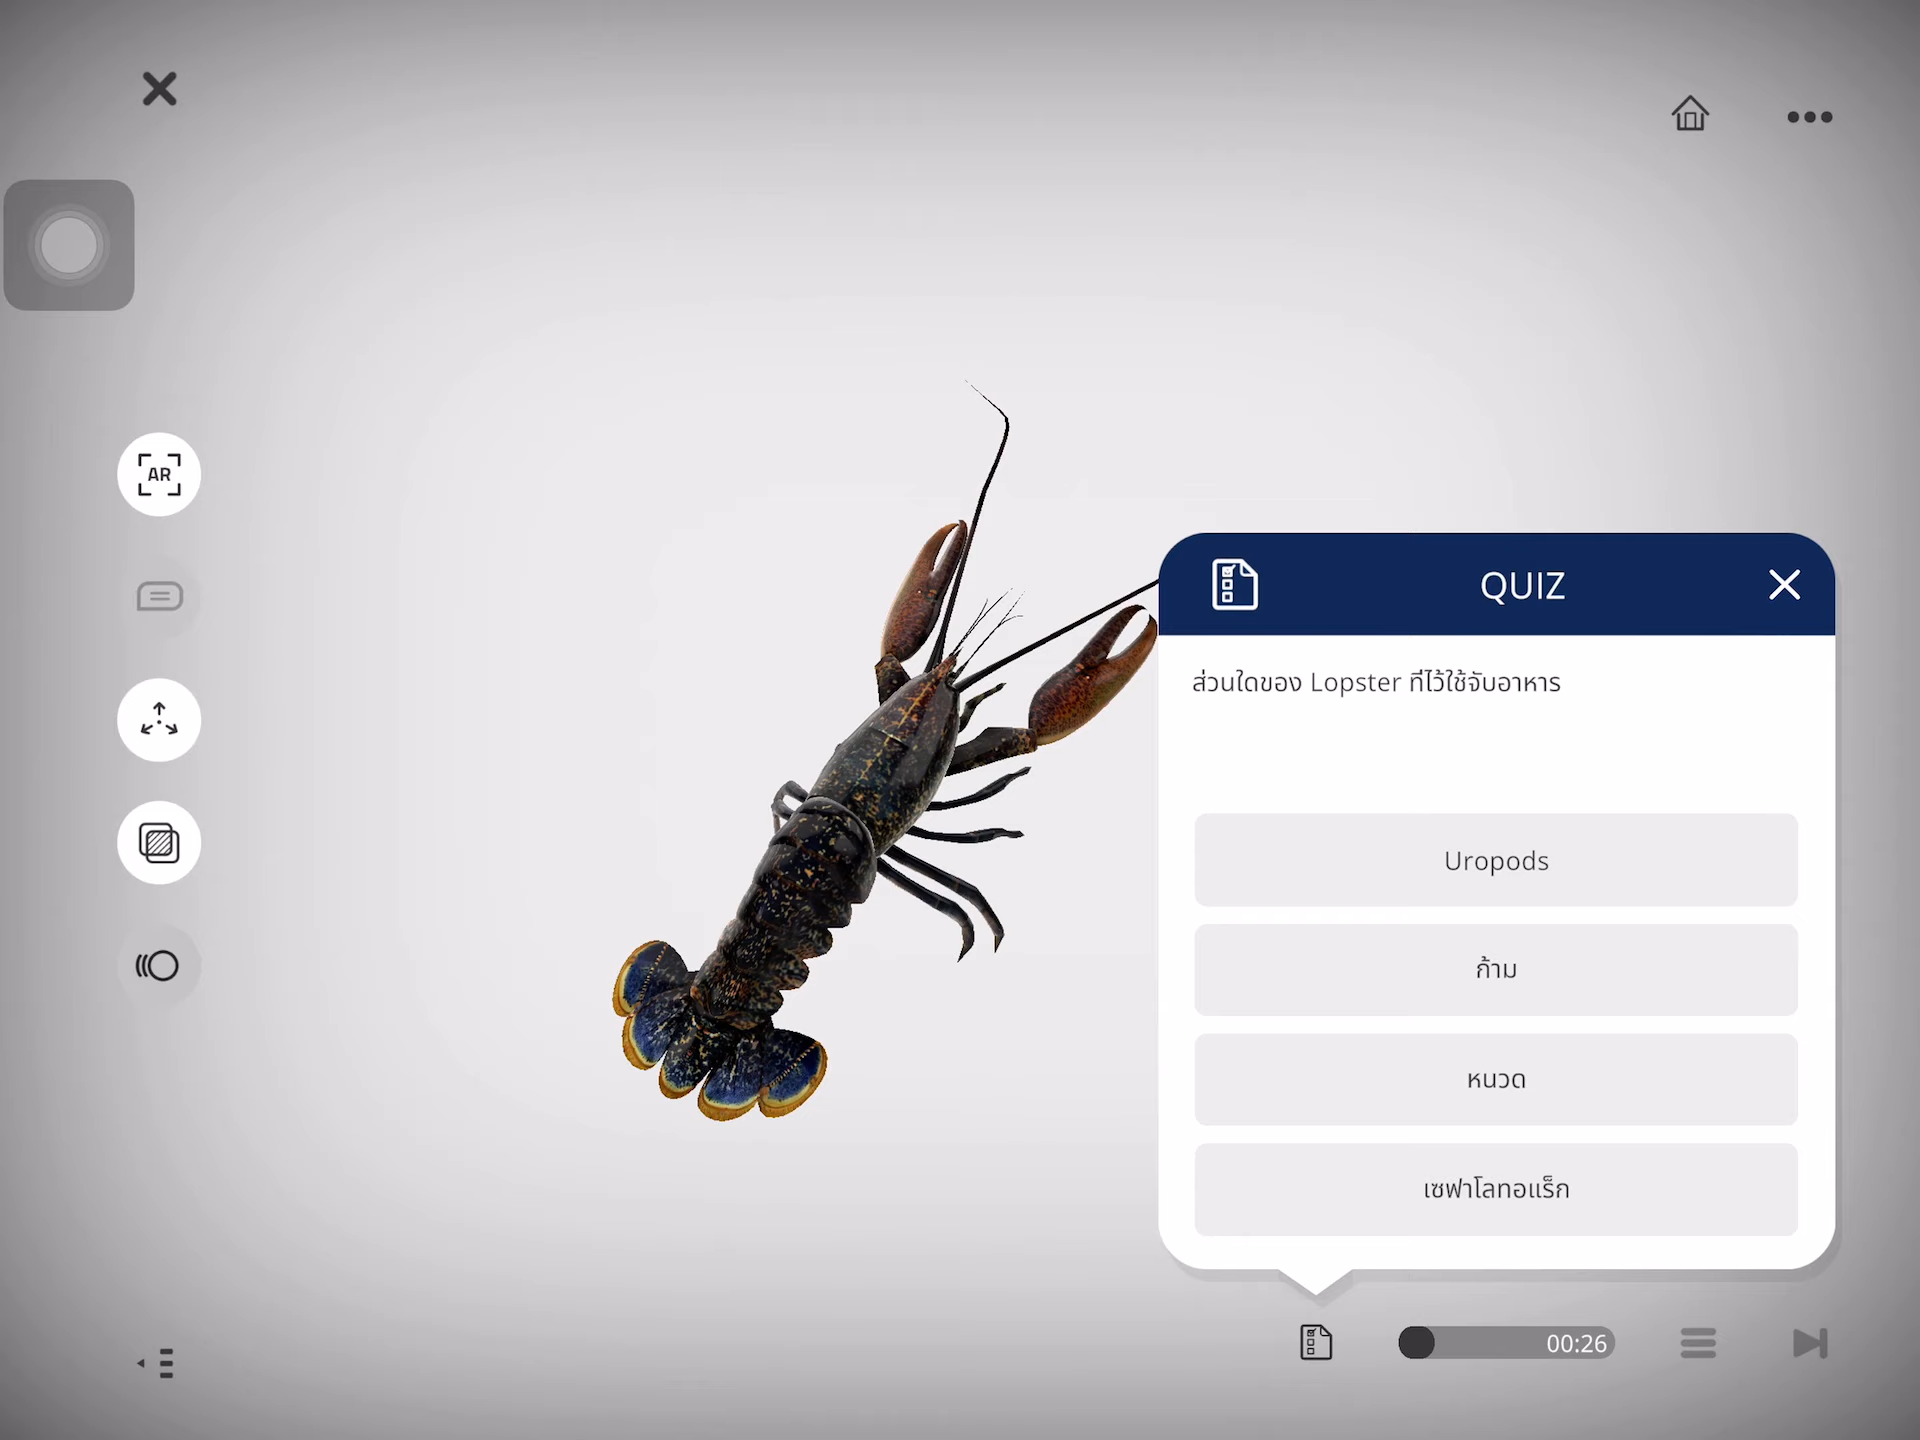 AR
QUIZ
ส่วนใดของ Lopster ที่ไว้ใช้จับอาหาร
Uropods
ก้าม
หนวด
เซฟาโลทอแร็ก
00:26